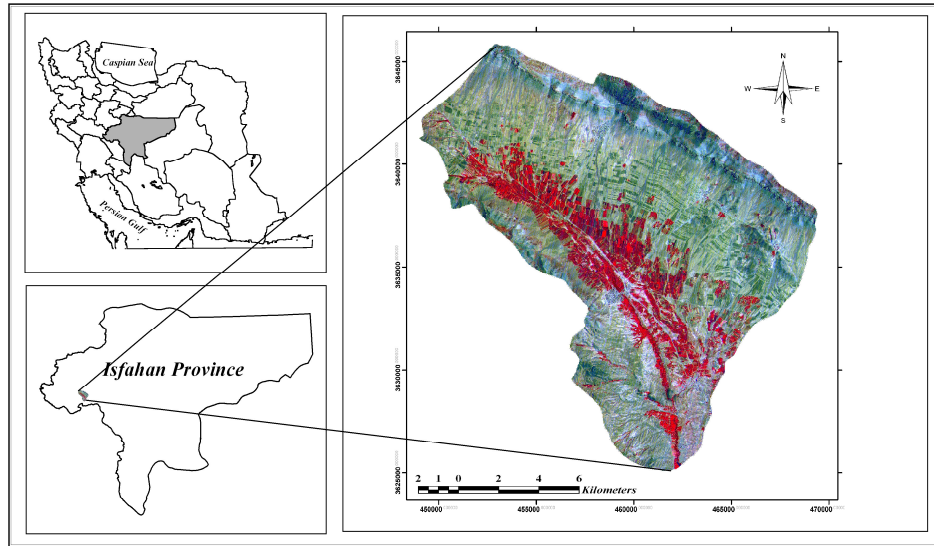 Caspian Sea
Persion Gulf
Isfahan Province
N
W E
S
3645000
3640000
3635000
3630000
3625000
2 1 0 2 4 6
Kilometers
450000 455000 460000 465000 470000